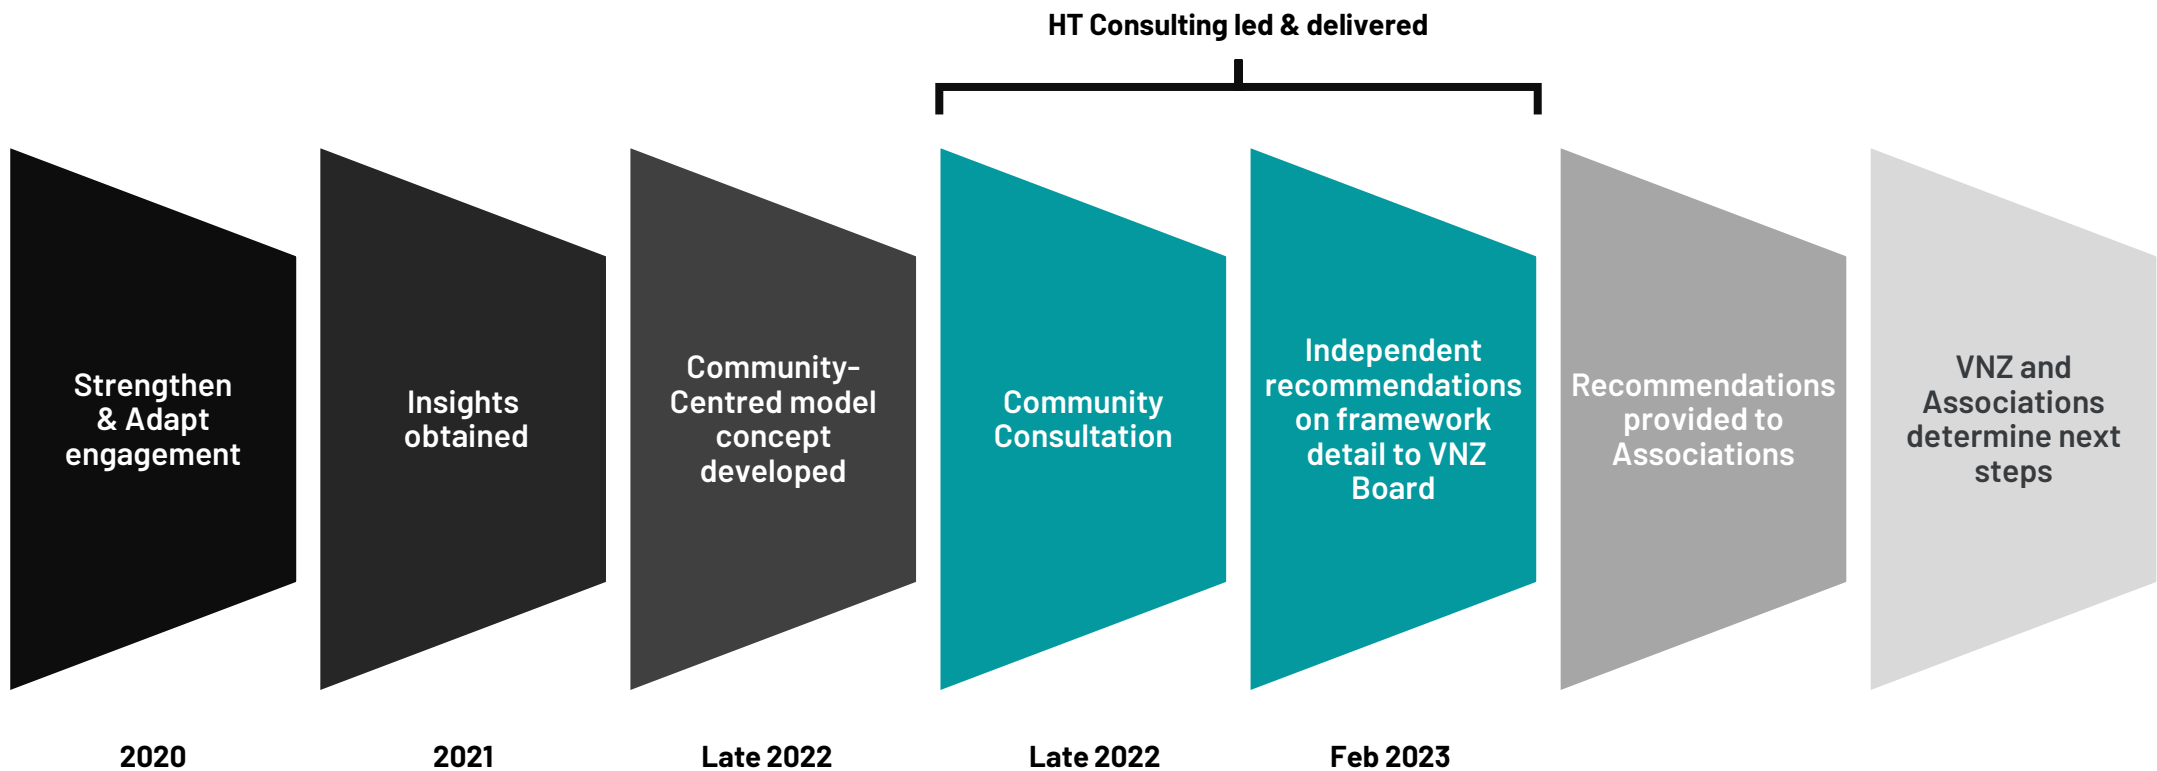 HT Consulting led & delivered
Strengthen
& Adapt
engagement
Insights
obtained
Community-
Centred model
concept
developed
Community
Consultation
Independent
recommendations
on framework
detail to VNZ
Board
Recommendations
provided to
Associations
VNZ and
Associations
determine next
steps
2020
2021
Late 2022
Late 2022
Feb 2023